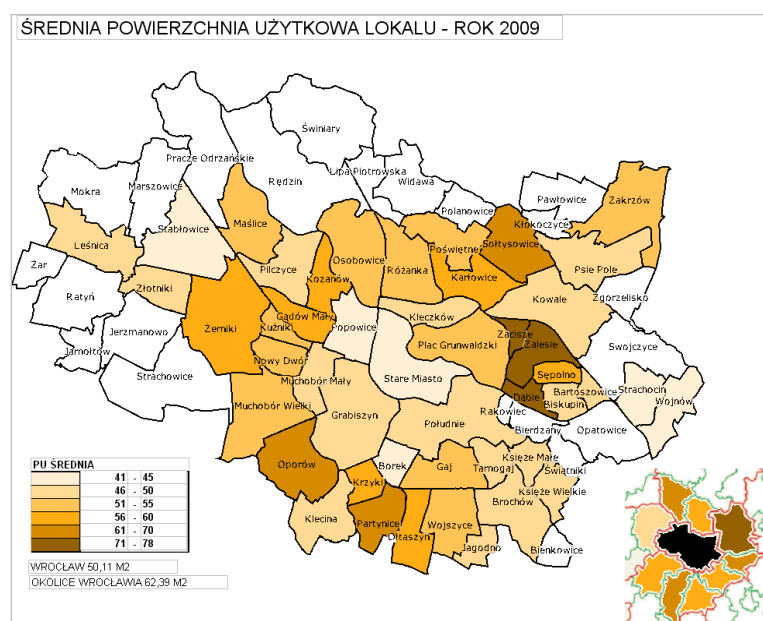 ŚREDNIA POWIERZCHNIA UŻYTKOWA LOKALU - ROK 2009
Świniary
Pracze Odrzańskie
Lipa Piotrowska
Marszowice
Rędzin
Widawa
Mokra
Pawłowice
Zakrzów
Polanowice
Kłokoczyce
Maślice
Stabłowice
Sołtysowice
Leśnica
Poświętne
Osobowice
Żar
Pilczyce
Różanka
Psie Pole
Kozanów
Karłowice
Złotniki
Ratyń
Kowale
Zgorzelisko
Gądów Mały
Kleczków
Jerzmanowo
Żerniki
Kuźniki
Popowice
Zacisze
Plac Grunwaldzki
Zalesie
Swojczyce
Jamołtów
Nowy Dwór
Strachowice
Stare Miasto
Sępolno
Muchobór Mały
Strachocin
Wojnów
Dąbie
Bartoszowice
Muchobór Wielki
Biskupin
Grabiszyn
Rakowiec
Południe
Bierdzany
Opatowice
Księże Małe
Oporów
Borek
Gaj
Tarnogaj
Świątniki
Krzyki
Księże Wielkie
Partynice
Brochów
Klecina
Wojszyce
Ołtaszyn
Jagodno
Bieńkowice
PU ŚREDNIA
41 - 45
46 - 50
51 - 55
56 - 60
61 - 70
71 - 78
WROCŁAW 50,11 M2
OKOLICE WROCŁAWIA 62,39 M2